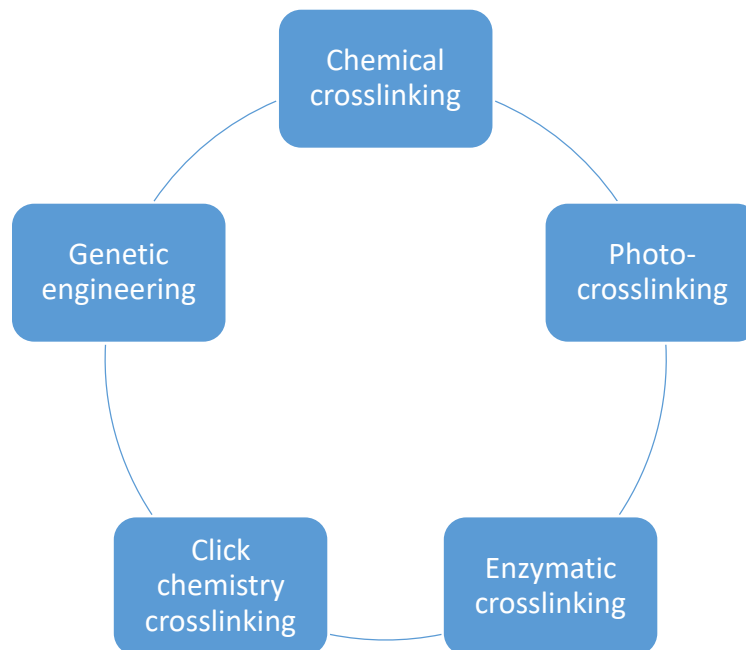 Chemical
crosslinking
Photo-
crosslinking
Enzymatic
crosslinking
Click
chemistry
crosslinking
Genetic
engineering